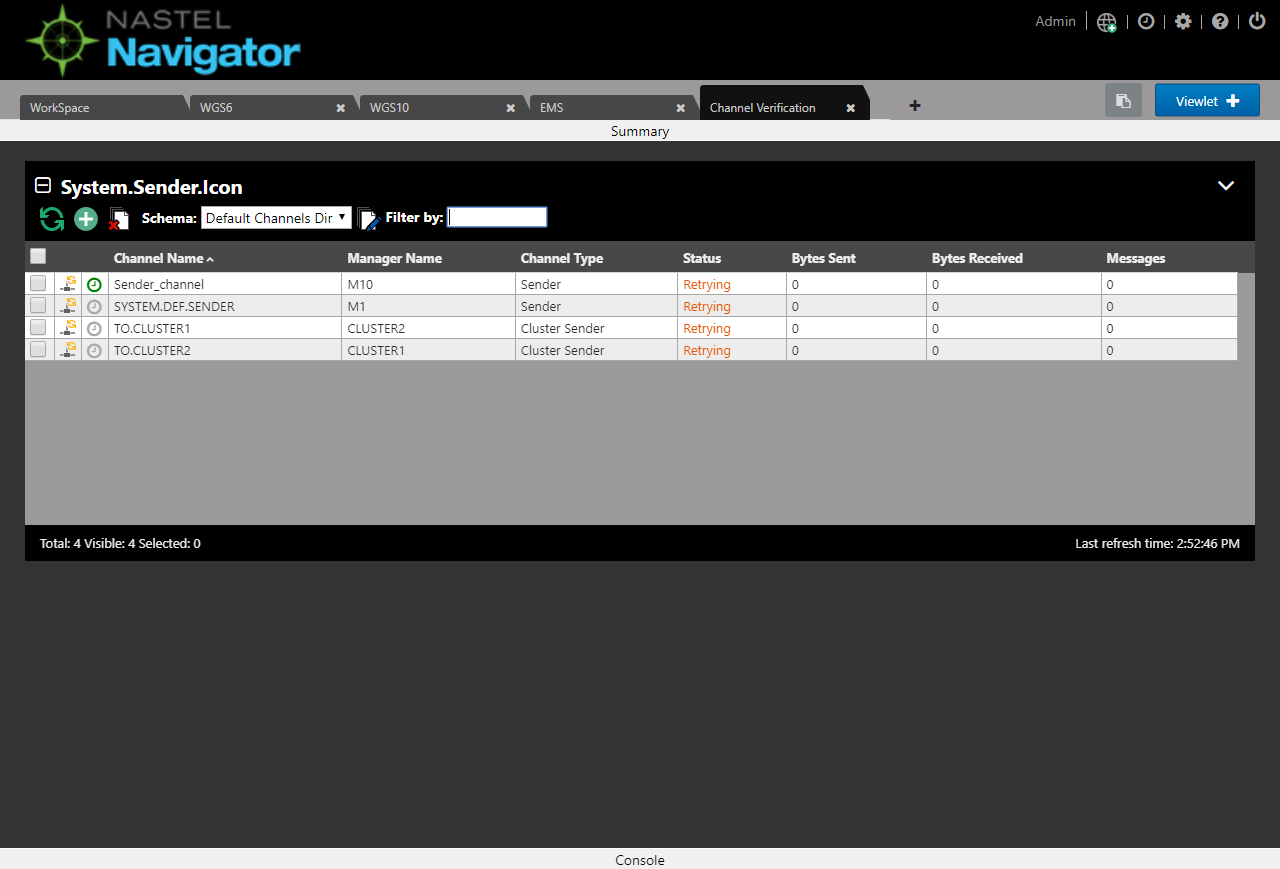 NASTEL
Navigator
Admin
WorkSpace WGS6 WGS10 EMS Channel Verification Viewlet
Summary
System.Sender.Icon
Schema: Default Channels Dir Filter by:
Channel Name Manager Name Channel Type Status Bytes Sent Bytes Received Messages
Sender_channel M10 Sender Retrying 0 0 0
SYSTEM.DEF.SENDER M1 Sender Retrying 0 0 0
TO.CLUSTER1 CLUSTER2 Cluster Sender Retrying 0 0 0
TO.CLUSTER2 CLUSTER1 Cluster Sender Retrying 0 0 0
Total: 4 Visible: 4 Selected: 0 Last refresh time: 2:52:46 PM
Console